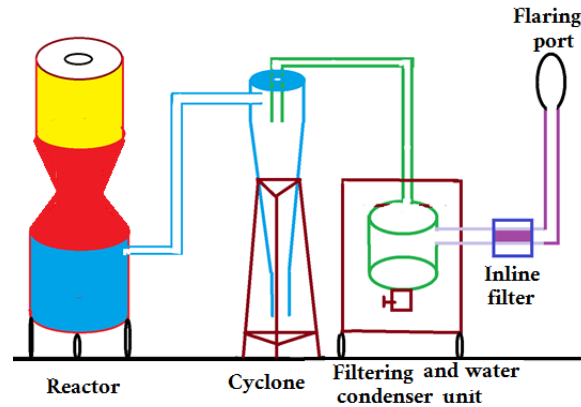 Flaring
port
Inline
filter
Reactor
Cyclone
Filtering and water
condenser unit